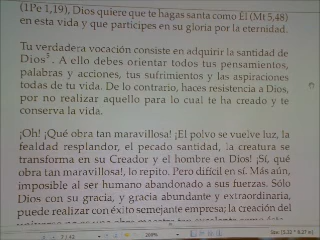 (1Pe 1,19), Dios quiere que te hagas santa como Él (Mt 5,48)
en esta vida y que participes en su gloria por la eternidad.
Tu verdadera vocación consiste en adquirir la santidad de
Dios⁵. A ello debes orientar todos tus pensamientos,
palabras y acciones, tus sufrimientos y las aspiraciones
todas de tu vida. De lo contrario, haces resistencia a Dios,
por no realizar aquello para lo cual te ha creado y te
conserva la vida.
¡Oh! ¡Qué obra tan maravillosa! ¡El polvo se vuelve luz, la
fealdad resplandor, el pecado santidad, la creatura se
transforma en su Creador y el hombre en Dios! ¡Sí, qué
obra tan maravillosa!, lo repito. Pero difícil en sí. Más aún,
imposible al ser humano abandonado a sus fuerzas. Sólo
Dios con su gracia, y gracia abundante y extraordinaria,
puede realizar con éxito semejante empresa; la creación del